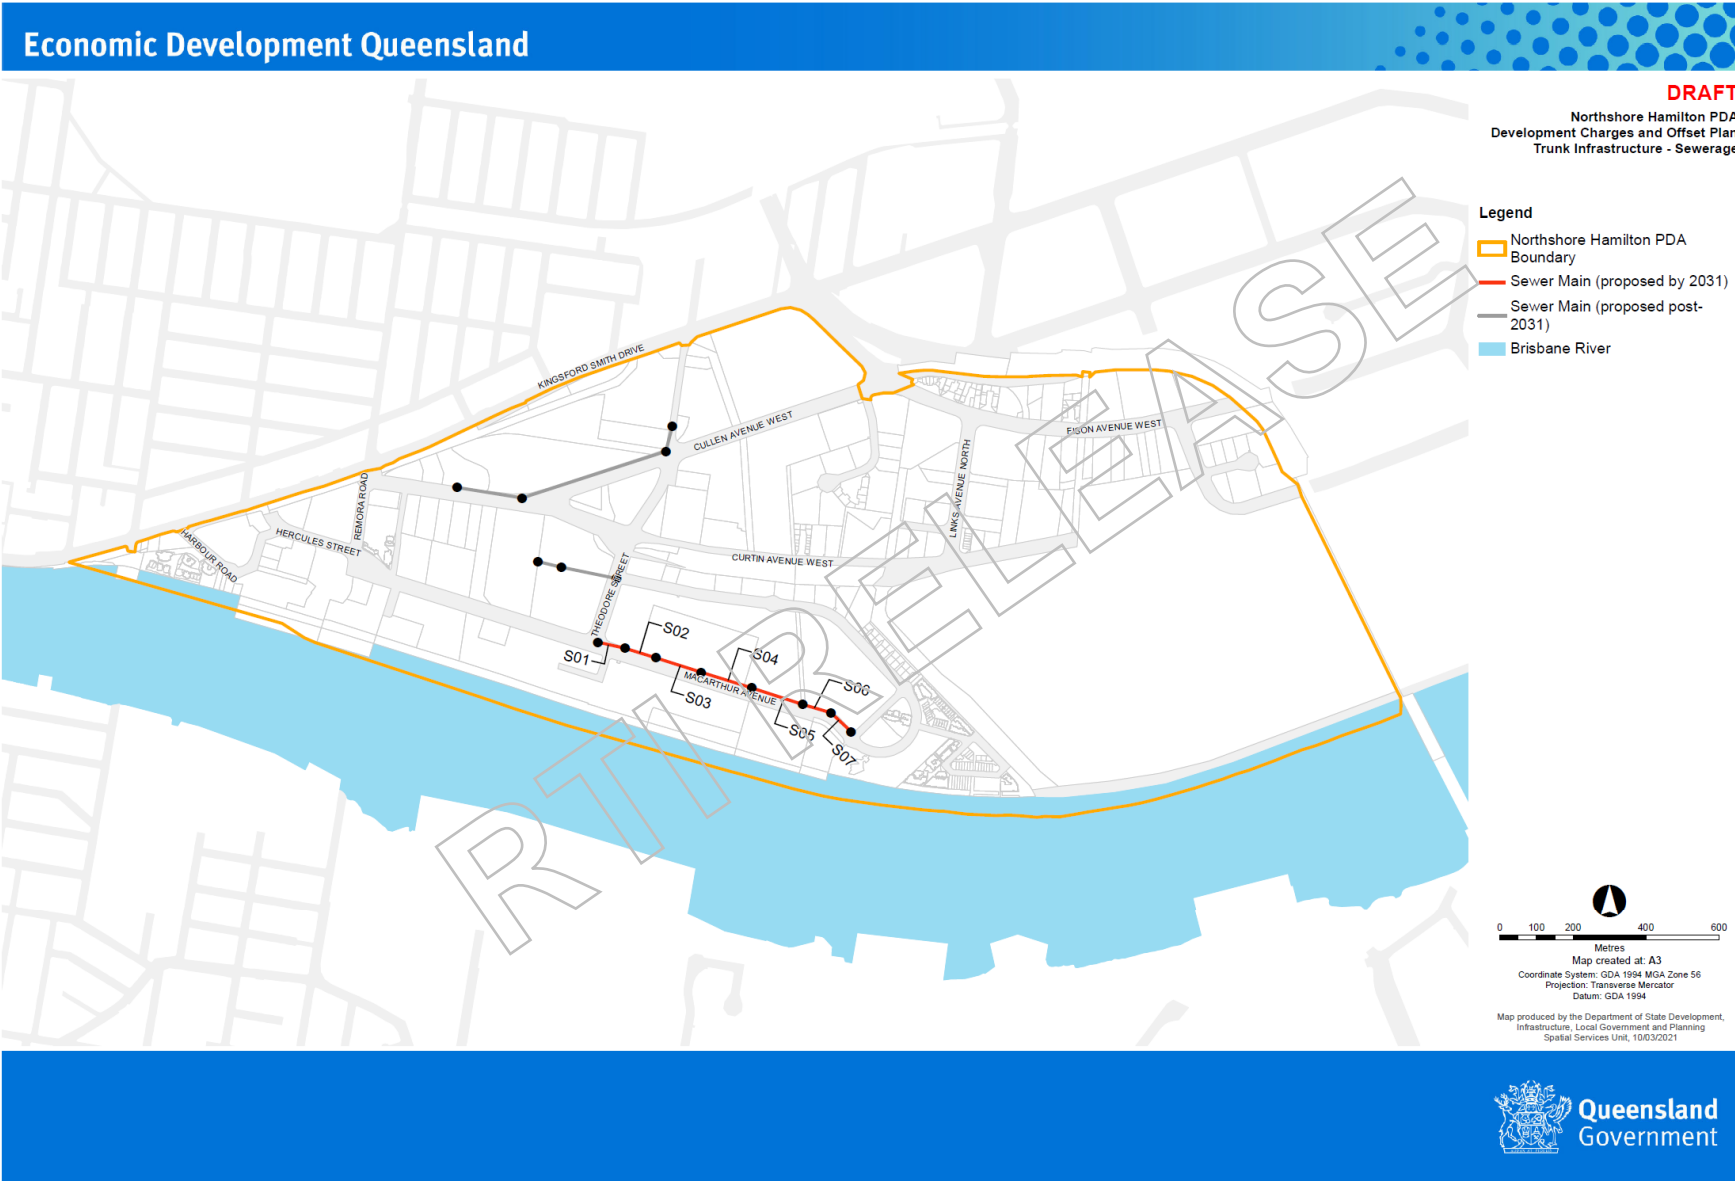 Economic Development Queensland
DRAFT
Northshore Hamilton PDA
Development Charges and Offset Plan
Trunk Infrastructure - Sewerage
Legend
Northshore Hamilton PDA
Boundary
Sewer Main (proposed by 2031)
Sewer Main (proposed post-
2031)
Brisbane River
KINGSFORD SMITH DRIVE
CULLEN AVENUE WEST
FISON AVENUE WEST
LINKS AVENUE NORTH
REMORA ROAD
HERCULES STREET
HARBOUR ROAD
CURTIN AVENUE WEST
THEODORE STREET
MACARTHUR AVENUE
S01
S02
S03
S04
S05
S06
S07
RTI RELEASE
0 100 200 400 600
Metres
Map created at: A3
Coordinate System: GDA 1994 MGA Zone 56
Projection: Transverse Mercator
Datum: GDA 1994
Map produced by the Department of State Development,
Infrastructure, Local Government and Planning
Spatial Services Unit, 10/03/2021
Queensland
Government